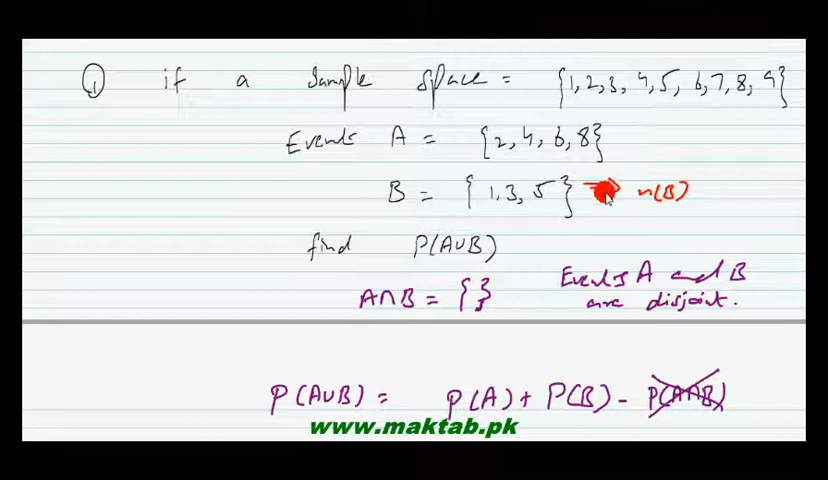 Q if a Sample Space = {1,2,3,4,5,6,7,8,9}
Events A = {2,4,6,8}
B = {1,3,5} ⇒ n(B)
find P(A∪B)
A∩B = { } Events A and B
are disjoint.
P(A∪B) = P(A) + P(B) - P(A∩B)
www.maktab.pk